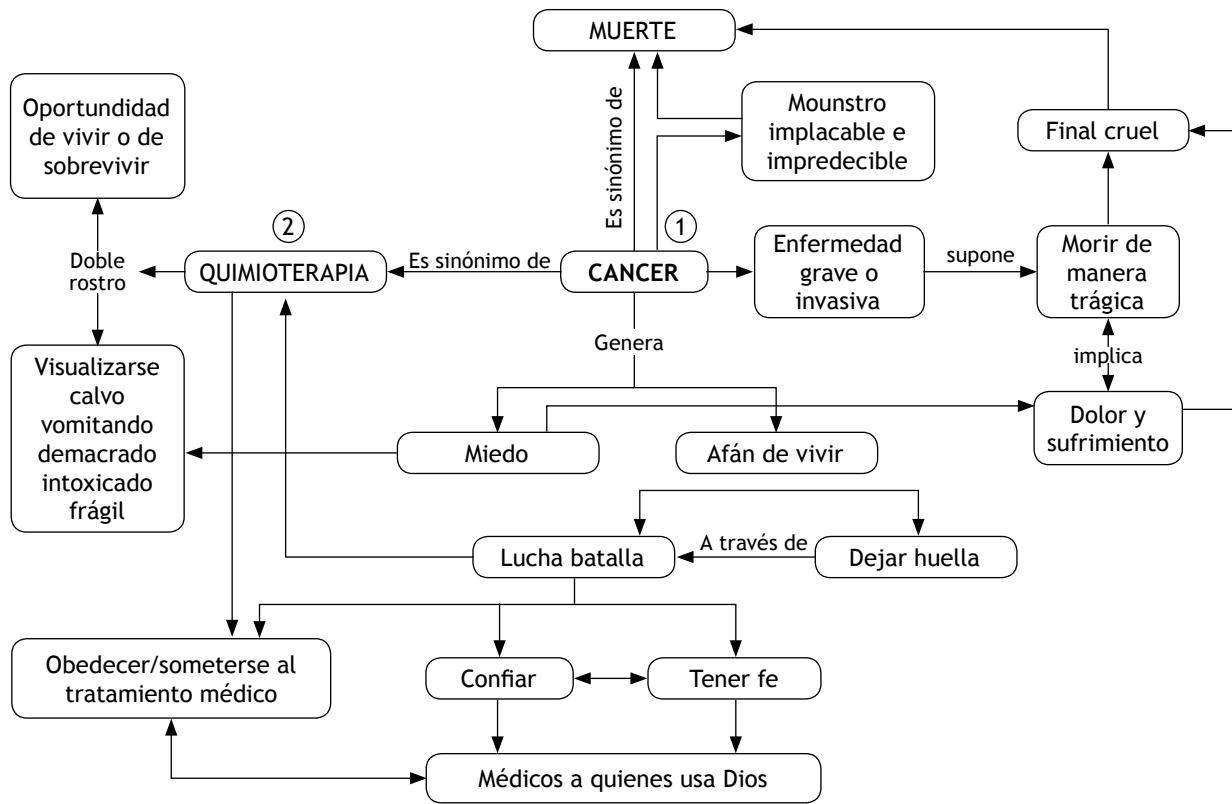 MUERTE
Oportundidad
de vivir o de
sobrevivir
Mounstro
implacable e
impredecible
Final cruel
Es sinónimo de
2
1
Doble
rostro
QUIMIOTERAPIA
Es sinónimo de
CANCER
Enfermedad
grave o
invasiva
supone
Morir de
manera
trágica
Genera
implica
Visualizarse
calvo
vomitando
demacrado
intoxicado
frágil
Miedo
Afán de vivir
Dolor y
sufrimiento
Lucha batalla
A través de
Dejar huella
Obedecer/someterse al
tratamiento médico
Confiar
Tener fe
Médicos a quienes usa Dios